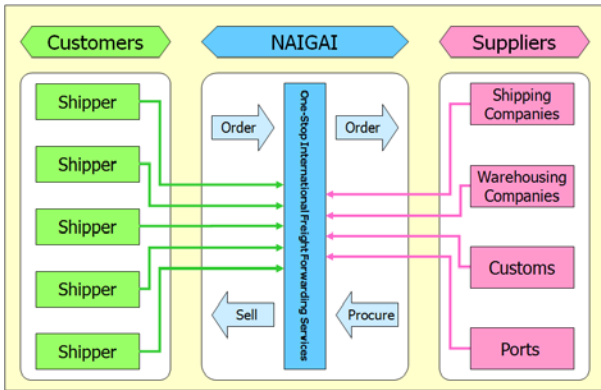 Customers
NAIGAI
Suppliers
Shipper
Shipper
Shipper
Shipper
Shipper
Order
Order
One-Stop International Freight Forwarding Services
Sell
Procure
Shipping
Companies
Warehousing
Companies
Customs
Ports